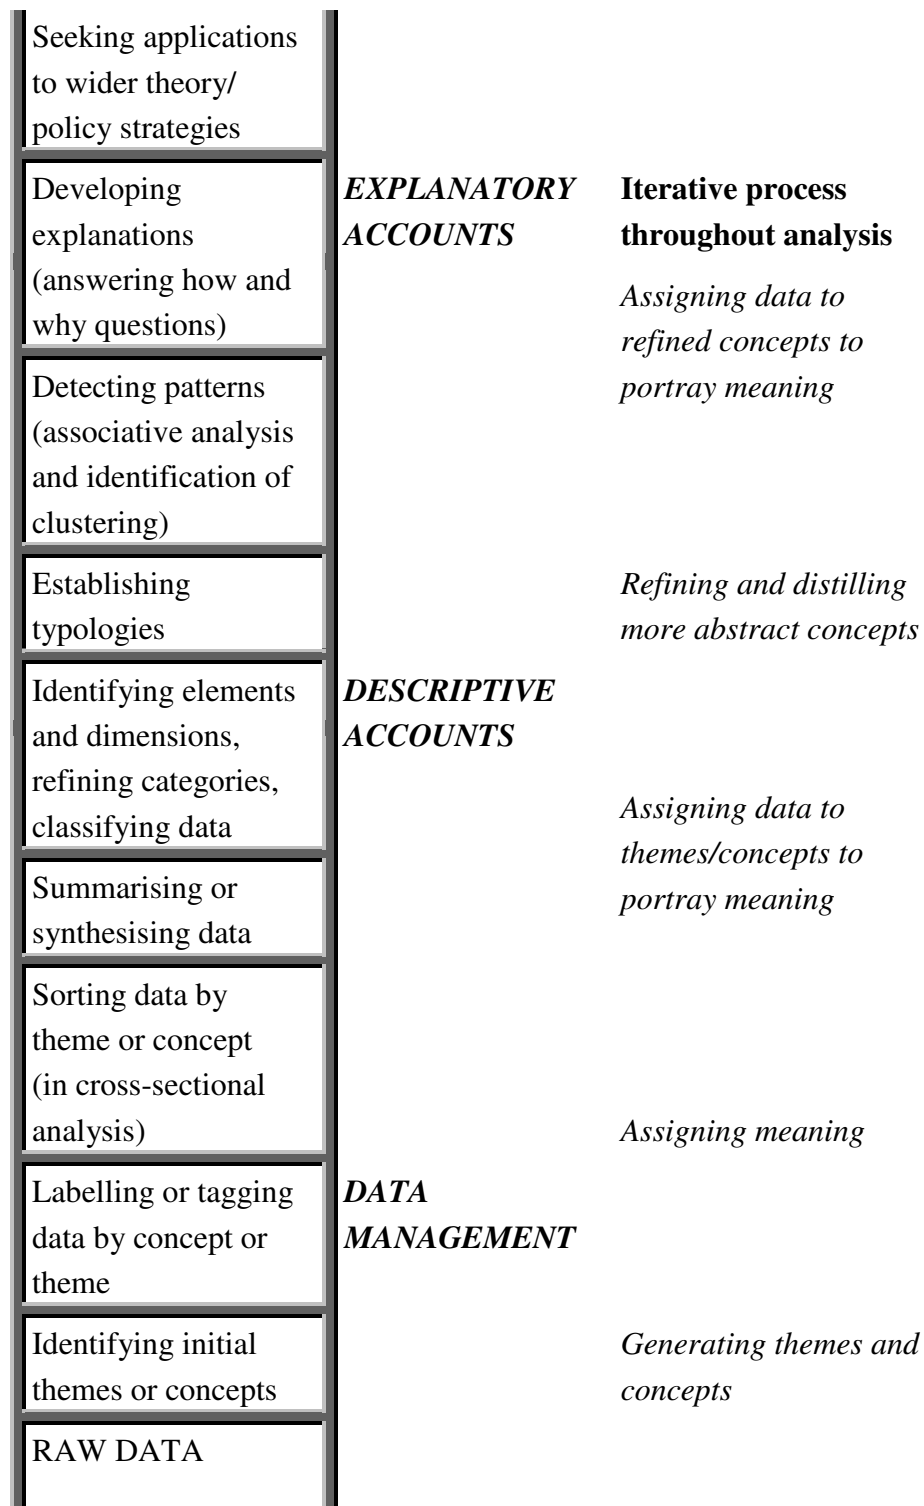 Seeking applications
to wider theory/
policy strategies
Developing
explanations
(answering how and
why questions)
EXPLANATORY
ACCOUNTS
Iterative process
throughout analysis
Assigning data to
refined concepts to
portray meaning
Detecting patterns
(associative analysis
and identification of
clustering)
Establishing
typologies
Refining and distilling
more abstract concepts
Identifying elements
and dimensions,
refining categories,
classifying data
DESCRIPTIVE
ACCOUNTS
Assigning data to
themes/concepts to
portray meaning
Summarising or
synthesising data
Sorting data by
theme or concept
(in cross-sectional
analysis)
Assigning meaning
Labelling or tagging
data by concept or
theme
DATA
MANAGEMENT
Identifying initial
themes or concepts
Generating themes and
concepts
RAW DATA